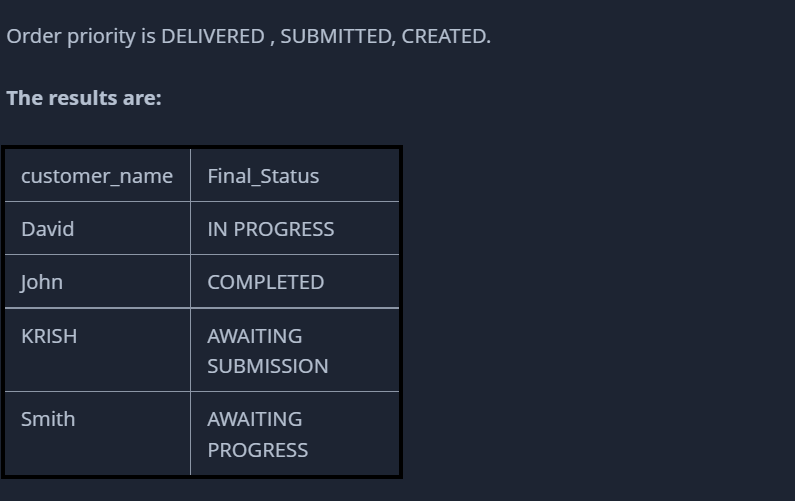 Order priority is DELIVERED , SUBMITTED, CREATED.
The results are:
customer_name Final_Status
David IN PROGRESS
John COMPLETED
KRISH AWAITING
SUBMISSION
Smith AWAITING
PROGRESS